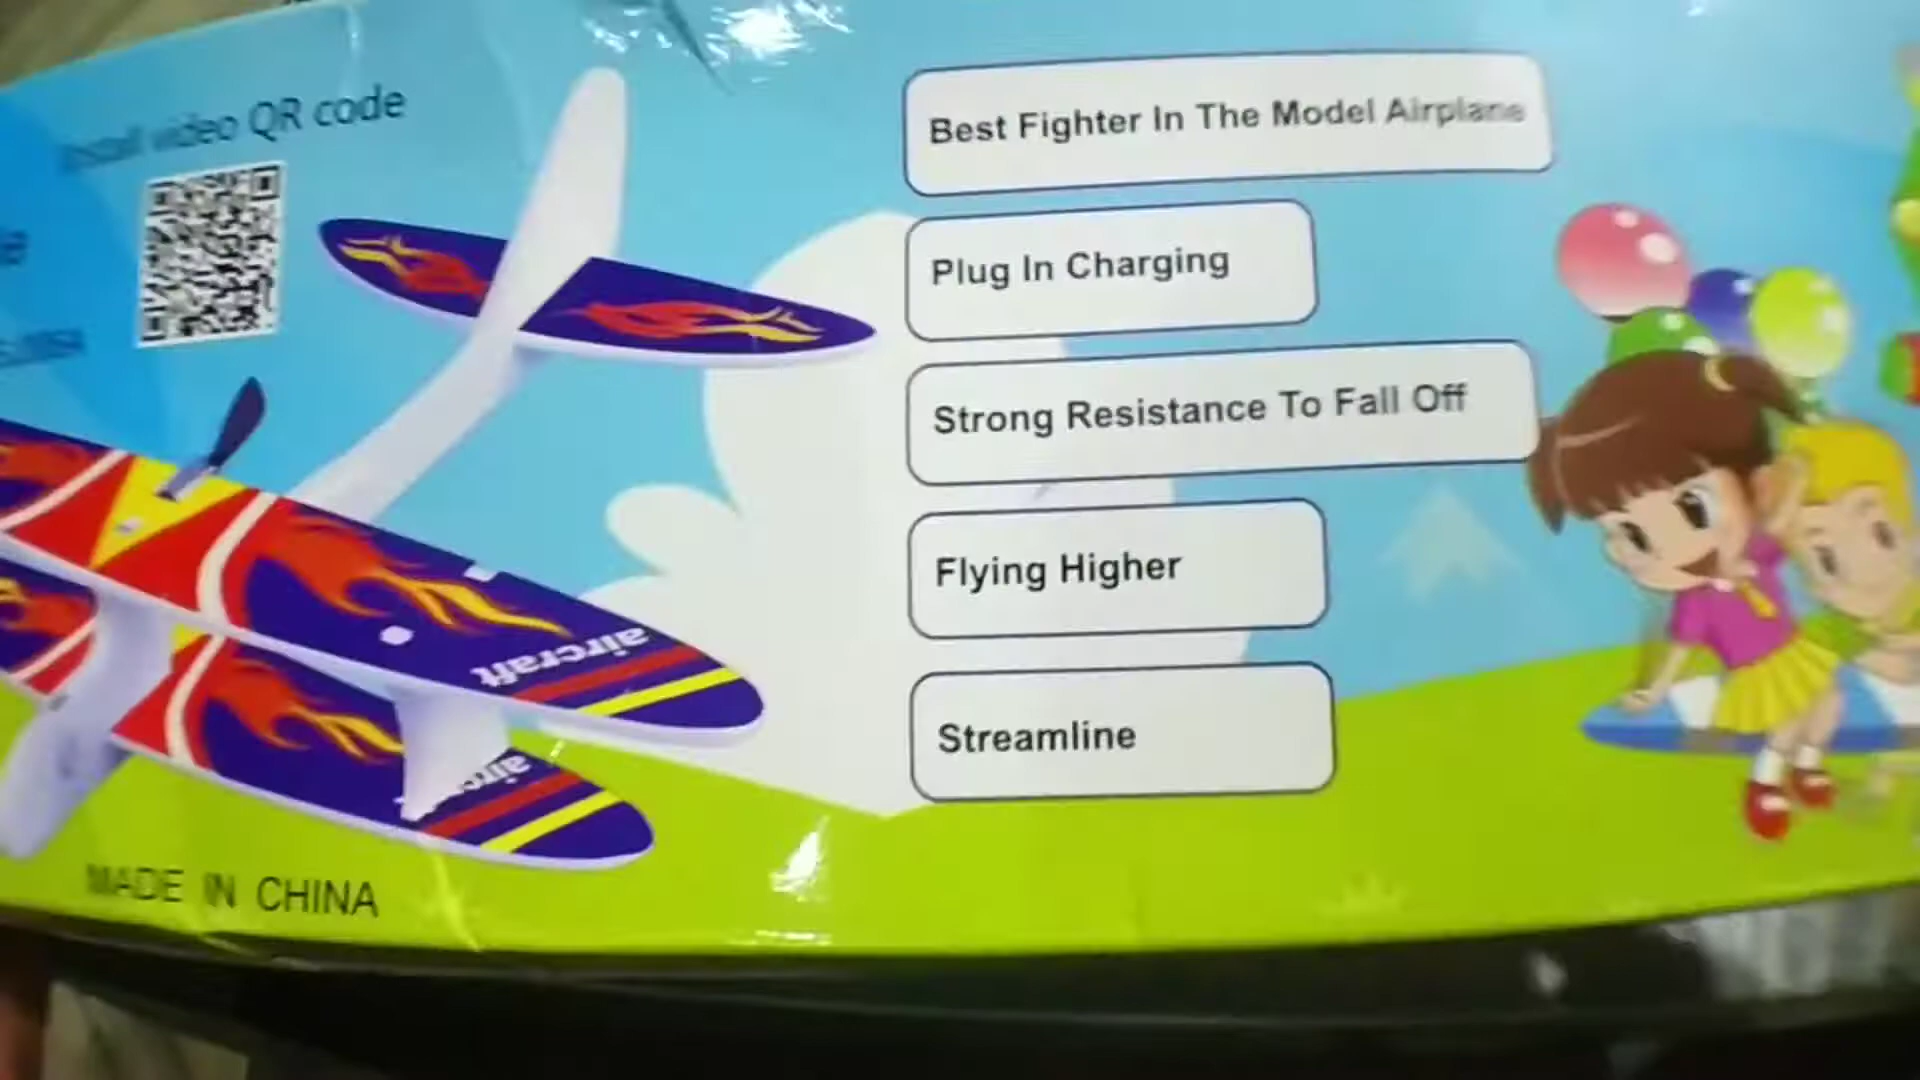 Install video QR code
Best Fighter In The Model Airplane
Plug In Charging
Strong Resistance To Fall Off
Flying Higher
Streamline
aircraft
MADE IN CHINA